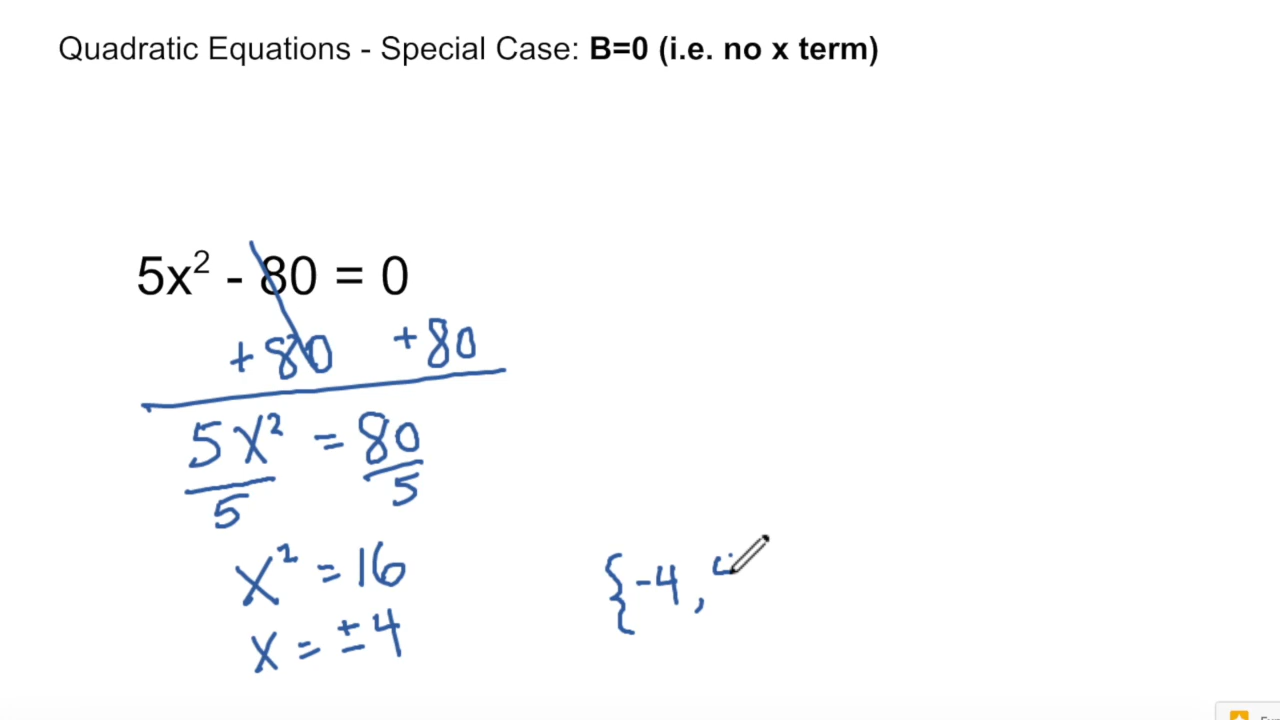 Quadratic Equations - Special Case: B=0 (i.e. no x term)
5x² - 80 = 0
+80 +80
5x² = 80
5 5
x² = 16
x = ±4
{-4,